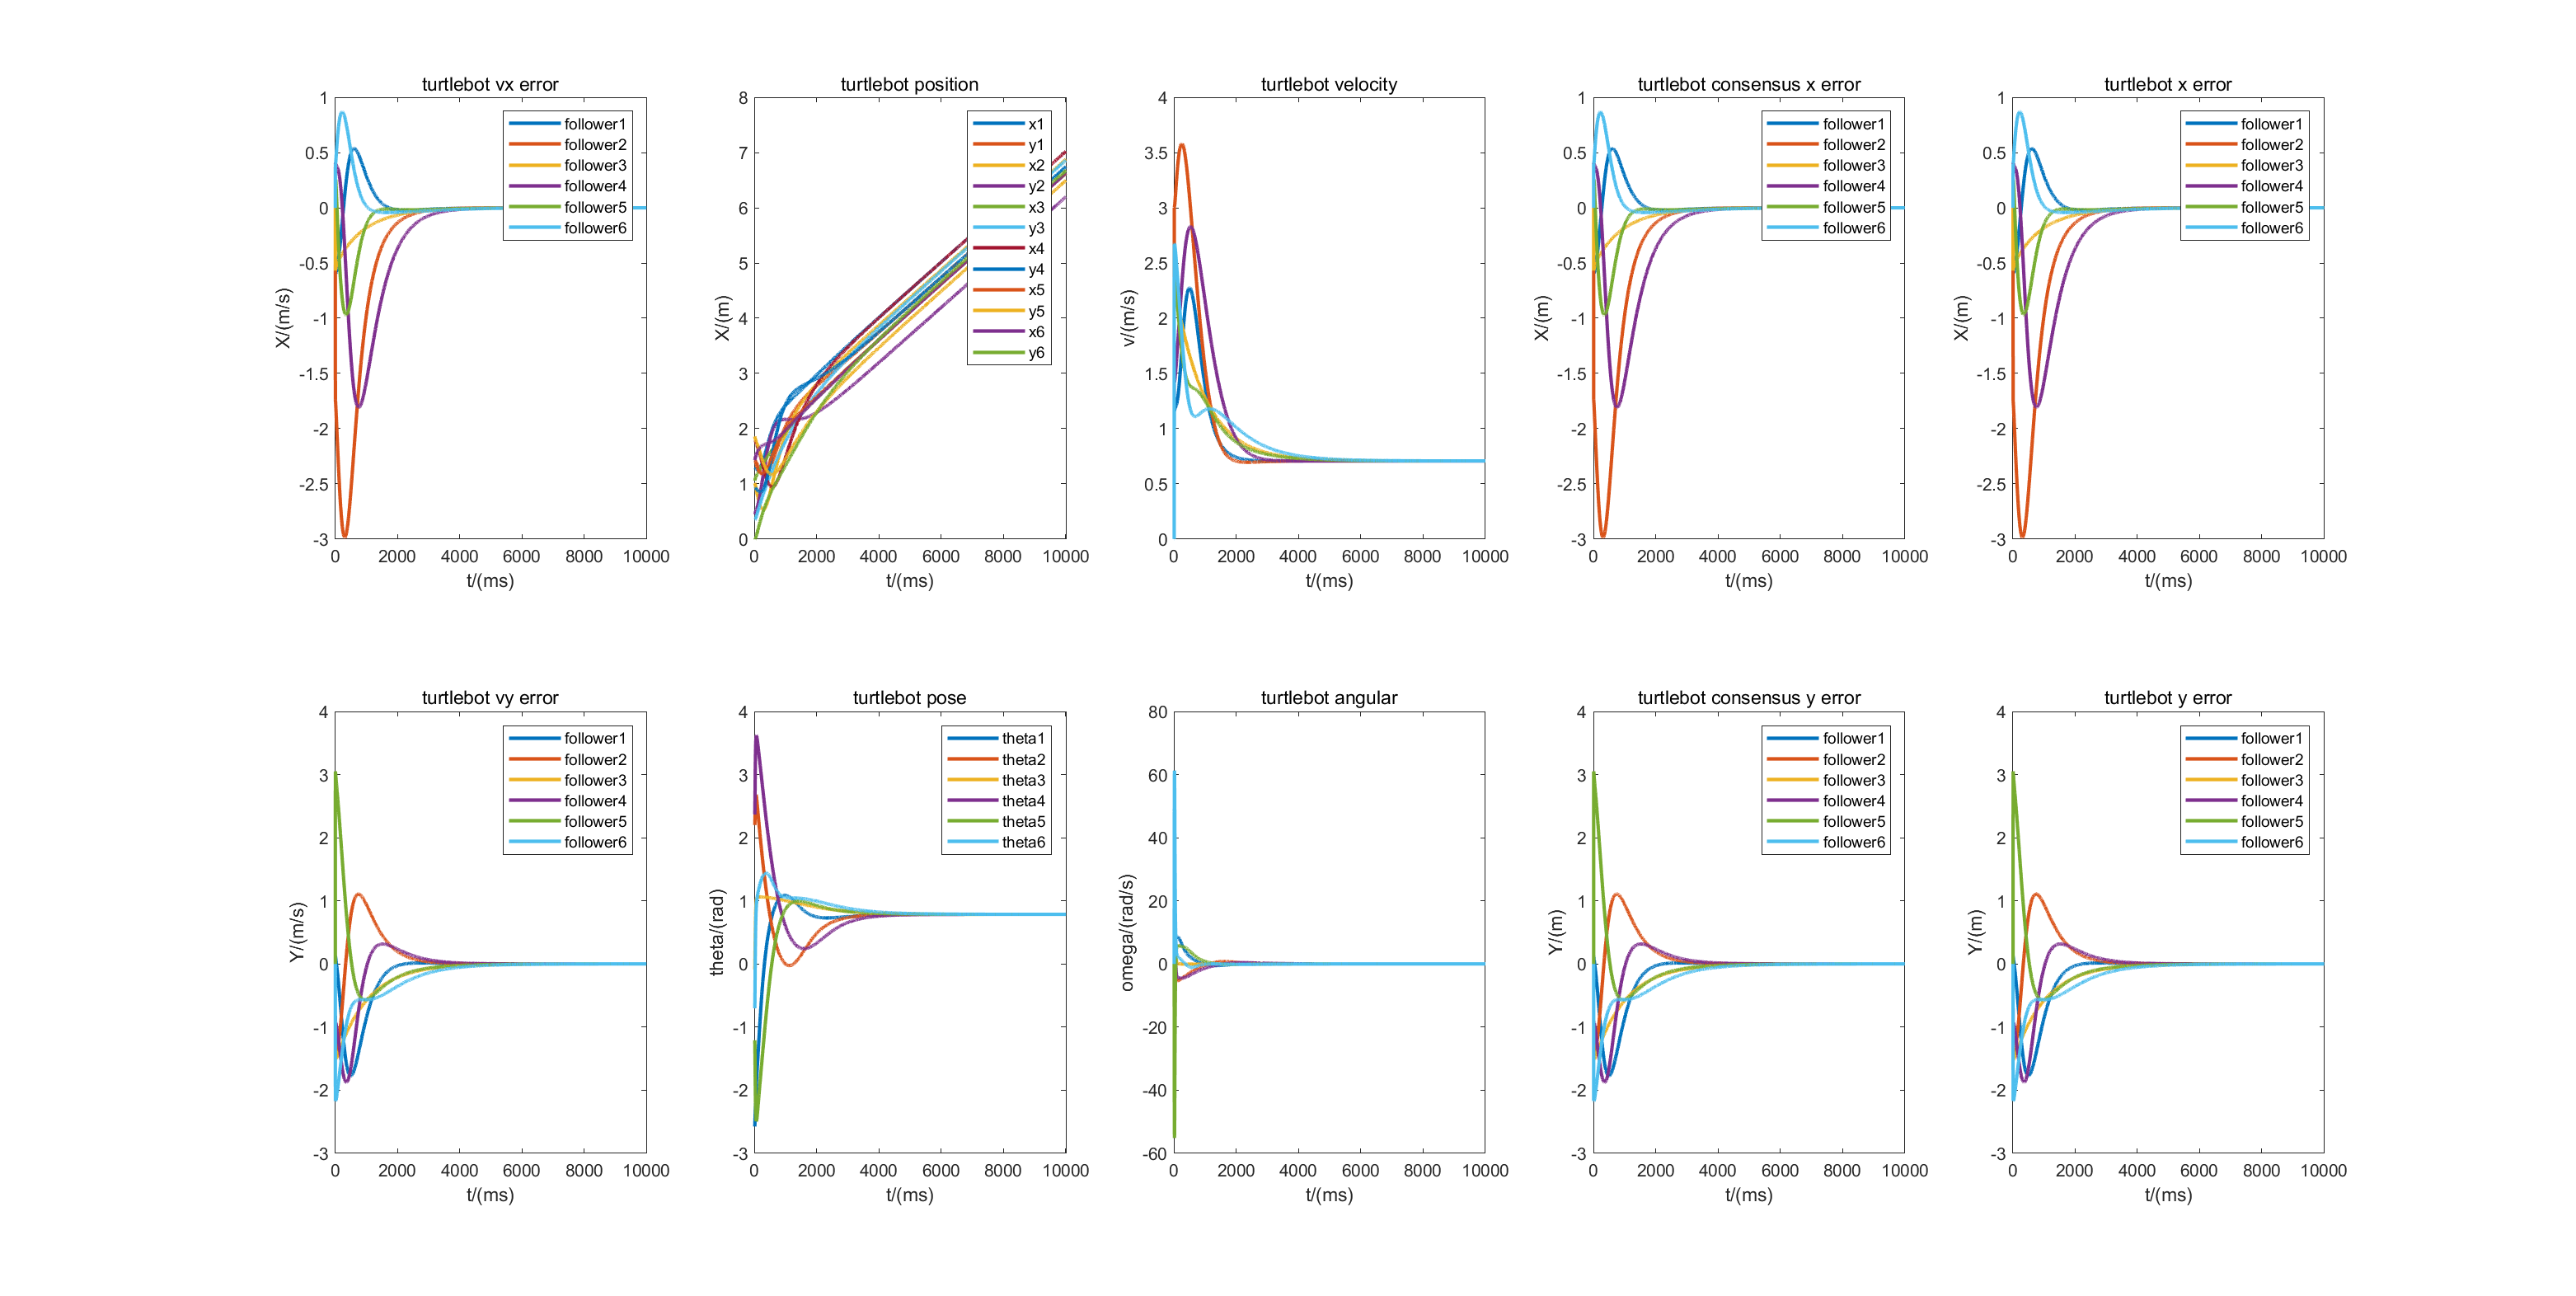 turtlebot vx error
1
0.5
0
-0.5
-1
-1.5
-2
-2.5
-3
X/(m/s)
follower1
follower2
follower3
follower4
follower5
follower6
0 2000 4000 6000 8000 10000
t/(ms)
turtlebot position
8
7
6
5
4
3
2
1
0
X/(m)
x1
y1
x2
y2
x3
y3
x4
y4
x5
y5
x6
y6
0 2000 4000 6000 8000 10000
t/(ms)
turtlebot velocity
4
3.5
3
2.5
2
1.5
1
0.5
0
v/(m/s)
0 2000 4000 6000 8000 10000
t/(ms)
turtlebot consensus x error
1
0.5
0
-0.5
-1
-1.5
-2
-2.5
-3
X/(m)
follower1
follower2
follower3
follower4
follower5
follower6
0 2000 4000 6000 8000 10000
t/(ms)
turtlebot x error
1
0.5
0
-0.5
-1
-1.5
-2
-2.5
-3
X/(m)
follower1
follower2
follower3
follower4
follower5
follower6
0 2000 4000 6000 8000 10000
t/(ms)
turtlebot vy error
4
3
2
1
0
-1
-2
-3
Y/(m/s)
follower1
follower2
follower3
follower4
follower5
follower6
0 2000 4000 6000 8000 10000
t/(ms)
turtlebot pose
4
3
2
1
0
-1
-2
-3
theta/(rad)
theta1
theta2
theta3
theta4
theta5
theta6
0 2000 4000 6000 8000 10000
t/(ms)
turtlebot angular
80
60
40
20
0
-20
-40
-60
omega/(rad/s)
0 2000 4000 6000 8000 10000
t/(ms)
turtlebot consensus y error
4
3
2
1
0
-1
-2
-3
Y/(m)
follower1
follower2
follower3
follower4
follower5
follower6
0 2000 4000 6000 8000 10000
t/(ms)
turtlebot y error
4
3
2
1
0
-1
-2
-3
Y/(m)
follower1
follower2
follower3
follower4
follower5
follower6
0 2000 4000 6000 8000 10000
t/(ms)